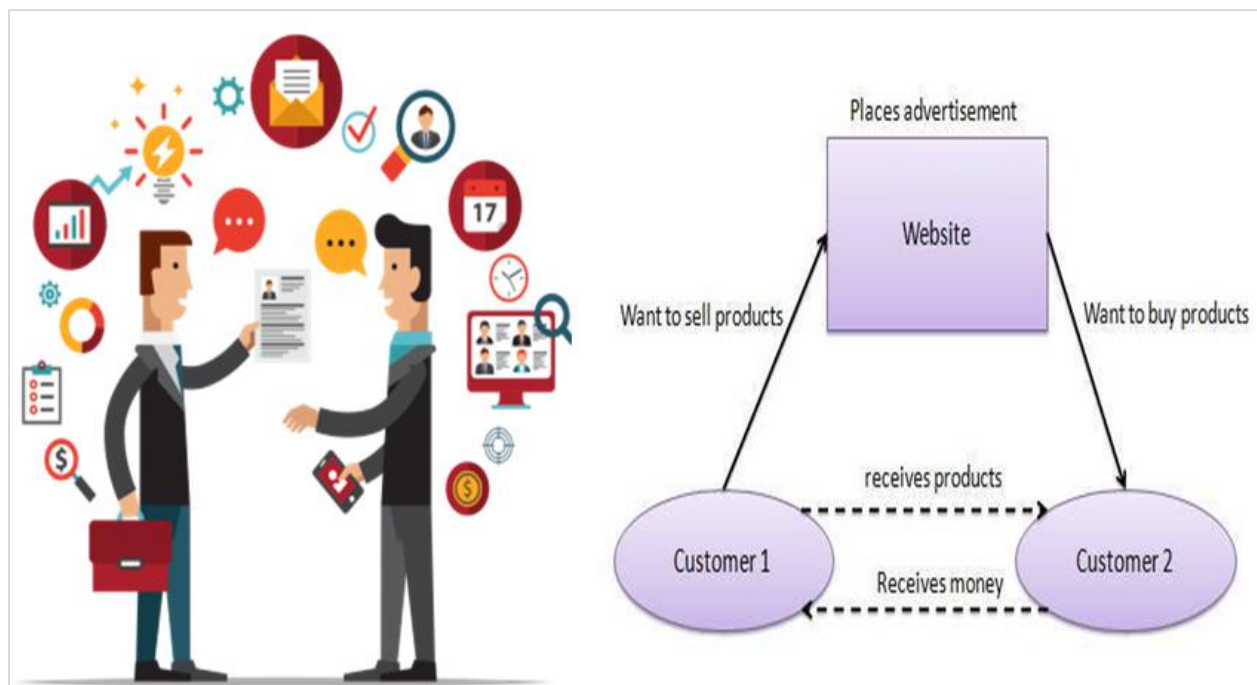 17
$
$
Places advertisement
Website
Want to sell products
Want to buy products
receives products
Customer 1
Customer 2
Receives money